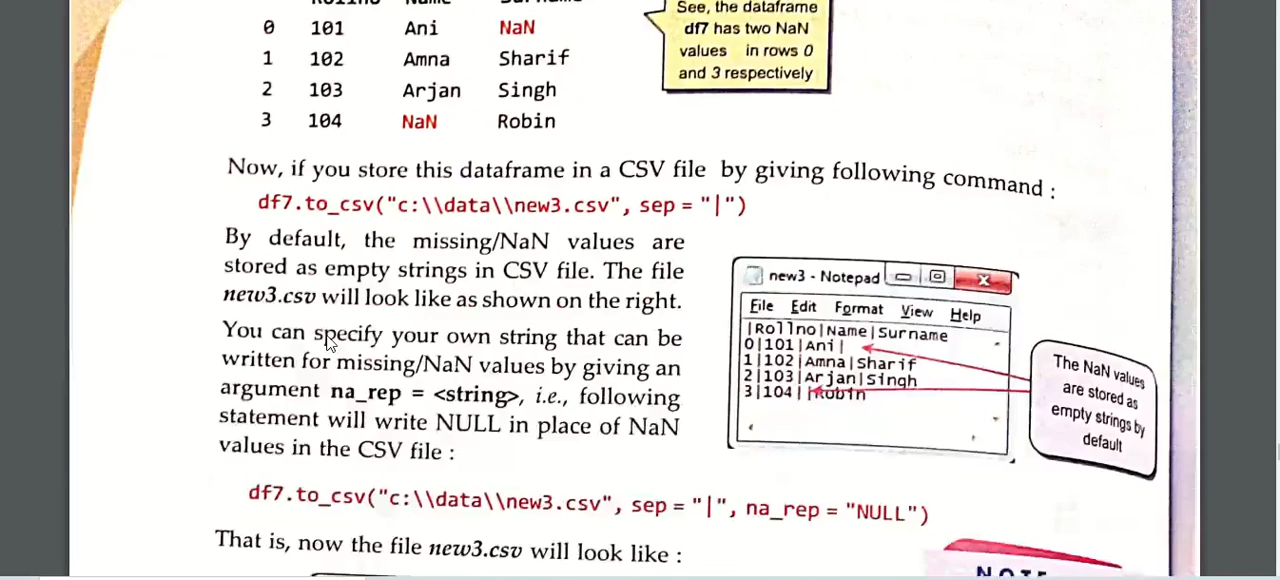 Rollno Name Surname
0 101 Ani NaN
1 102 Amna Sharif
2 103 Arjan Singh
3 104 NaN Robin
See, the dataframe
df7 has two NaN
values in rows 0
and 3 respectively
Now, if you store this dataframe in a CSV file by giving following command :
df7.to_csv("c:\\data\\new3.csv", sep = "|")
By default, the missing/NaN values are
stored as empty strings in CSV file. The file
new3.csv will look like as shown on the right.
You can specify your own string that can be
written for missing/NaN values by giving an
argument na_rep = <string>, i.e., following
statement will write NULL in place of NaN
values in the CSV file :
new3 - Notepad
File Edit Format View Help
|Rollno|Name|Surname
0|101|Ani|
1|102|Amna|Sharif
2|103|Arjan|Singh
3|104| |Robin
The NaN values
are stored as
empty strings by
default
df7.to_csv("c:\\data\\new3.csv", sep = "|", na_rep = "NULL")
That is, now the file new3.csv will look like :
NOTE